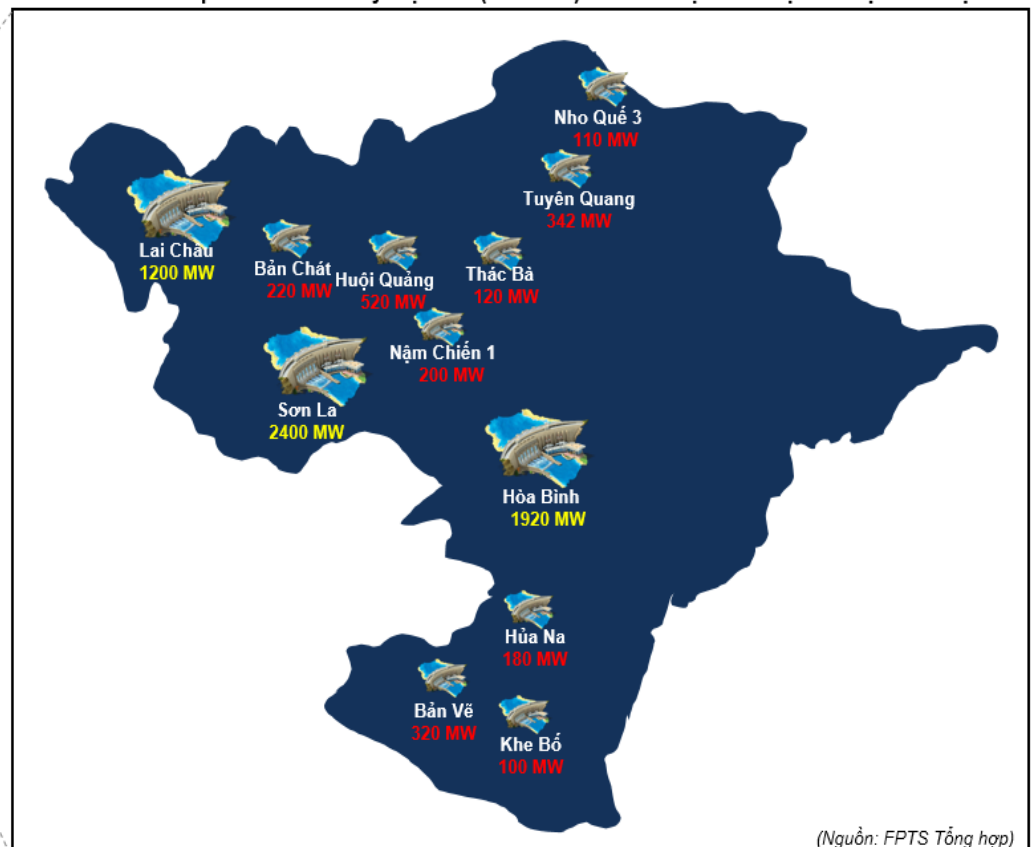 Nho Quế 3
110 MW
Tuyên Quang
342 MW
Lai Châu
1200 MW
Bản Chát
220 MW
Huội Quảng
520 MW
Thác Bà
120 MW
Nậm Chiến 1
200 MW
Sơn La
2400 MW
Hòa Bình
1920 MW
Hủa Na
180 MW
Bản Vẽ
320 MW
Khe Bố
100 MW
(Nguồn: FPTS Tổng hợp)